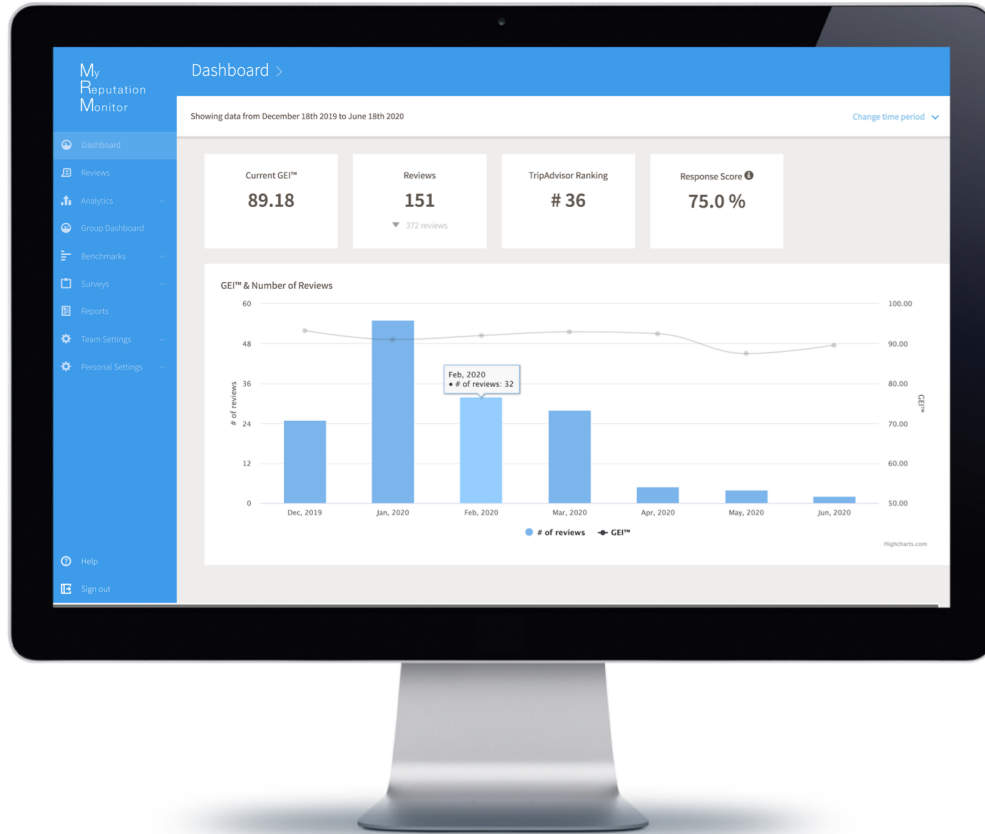 My
Reputation
Monitor
Dashboard >
Showing data from December 18th 2019 to June 18th 2020
Change time period
Dashboard
Reviews
Analytics
Group Dashboard
Benchmarks
Surveys
Reports
Team Settings
Personal Settings
Help
Sign out
Current GEI™
89.18
Reviews
151
▼ 372 reviews
TripAdvisor Ranking
# 36
Response Score
75.0 %
GEI™ & Number of Reviews
# of reviews
60
48
36
24
12
0
Feb, 2020
• # of reviews: 32
100.00
90.00
80.00
70.00
60.00
50.00
GEI™
Dec, 2019
Jan, 2020
Feb, 2020
Mar, 2020
Apr, 2020
May, 2020
Jun, 2020
# of reviews
GEI™
Highcharts.com